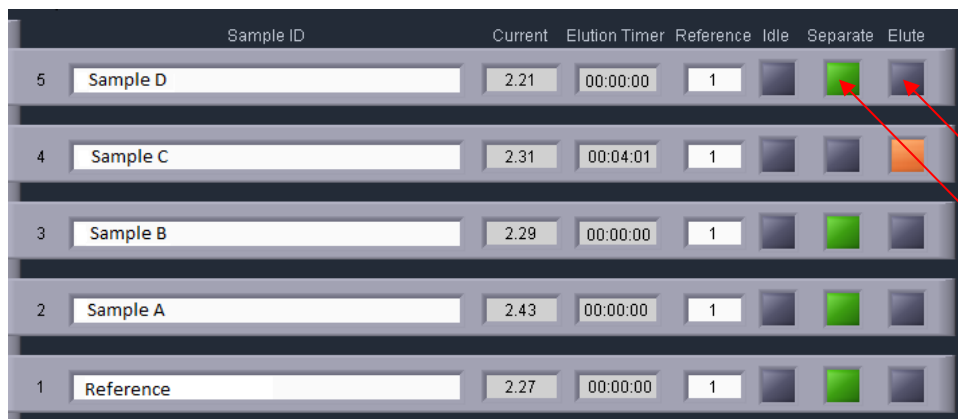 Sample ID Current Elution Timer Reference Idle Separate Elute
5 Sample D 2.21 00:00:00 1
4 Sample C 2.31 00:04:01 1
3 Sample B 2.29 00:00:00 1
2 Sample A 2.43 00:00:00 1
1 Reference 2.27 00:00:00 1